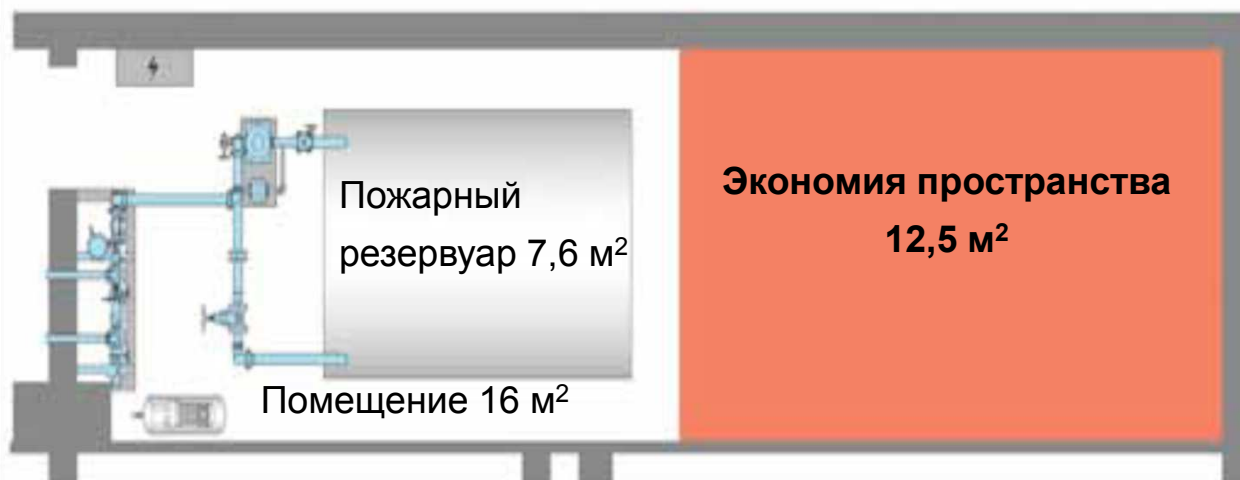 Пожарный
резервуар 7,6 м²
Экономия пространства
12,5 м²
Помещение 16 м²